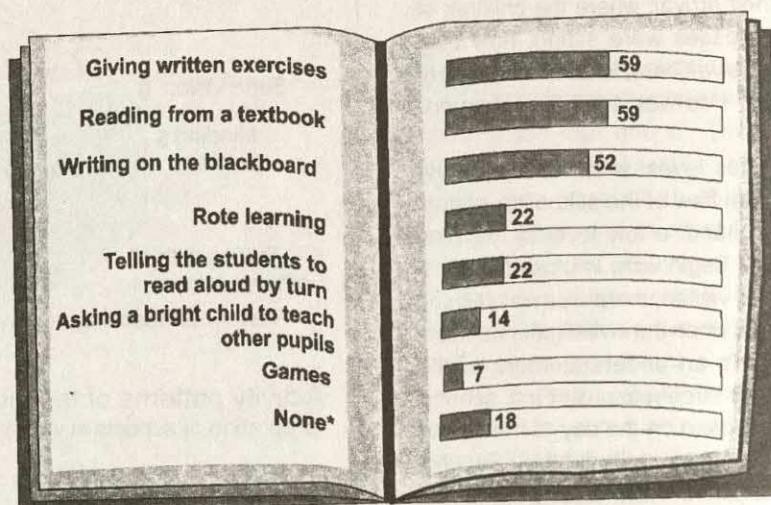 Giving written exercises 59
Reading from a textbook 59
Writing on the blackboard 52
Rote learning 22
Telling the students to
read aloud by turn 22
Asking a bright child to teach
other pupils 14
Games 7
None* 18